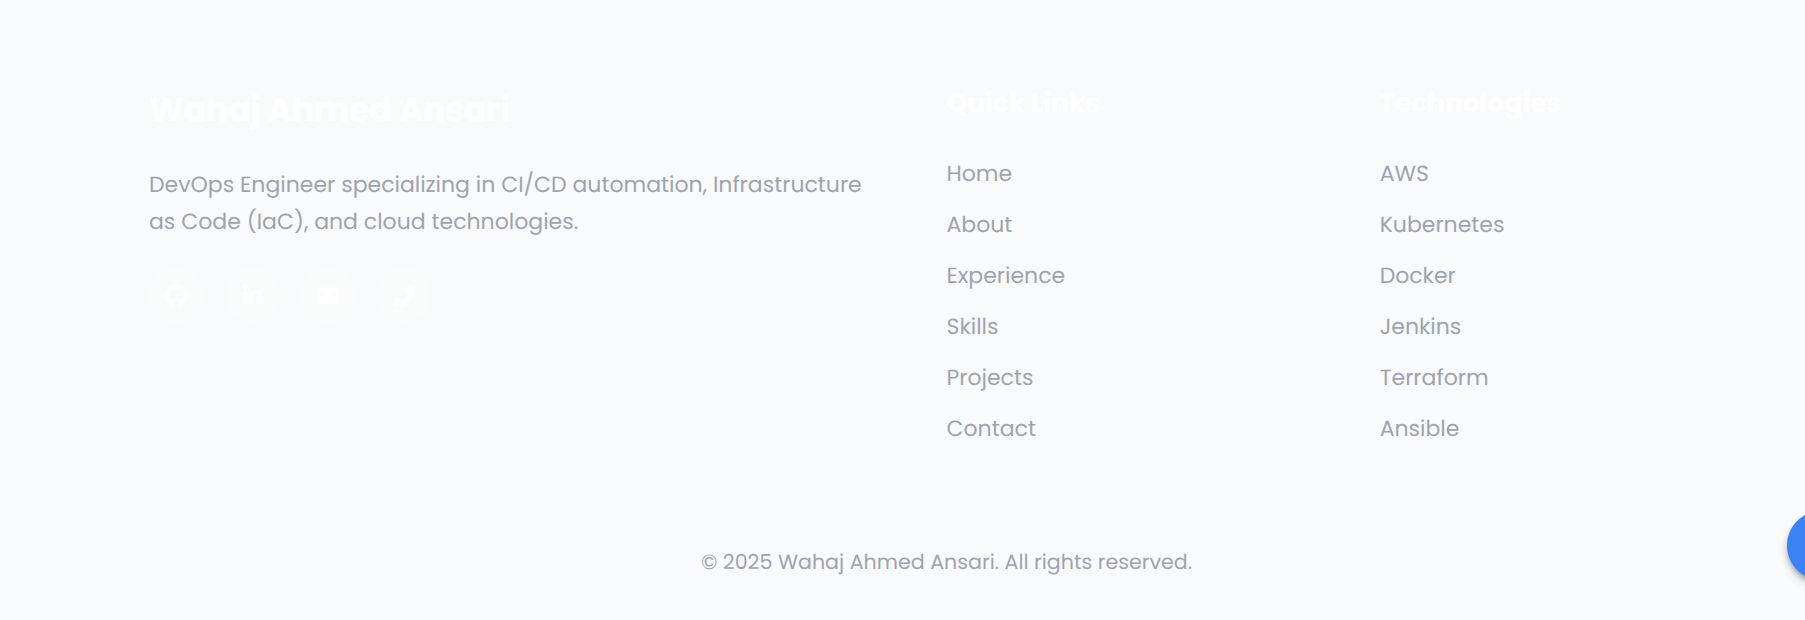 Wahaj Ahmed Ansari
DevOps Engineer specializing in CI/CD automation, Infrastructure
as Code (IaC), and cloud technologies.
in
Quick Links
Home
About
Experience
Skills
Projects
Contact
Technologies
AWS
Kubernetes
Docker
Jenkins
Terraform
Ansible
© 2025 Wahaj Ahmed Ansari. All rights reserved.